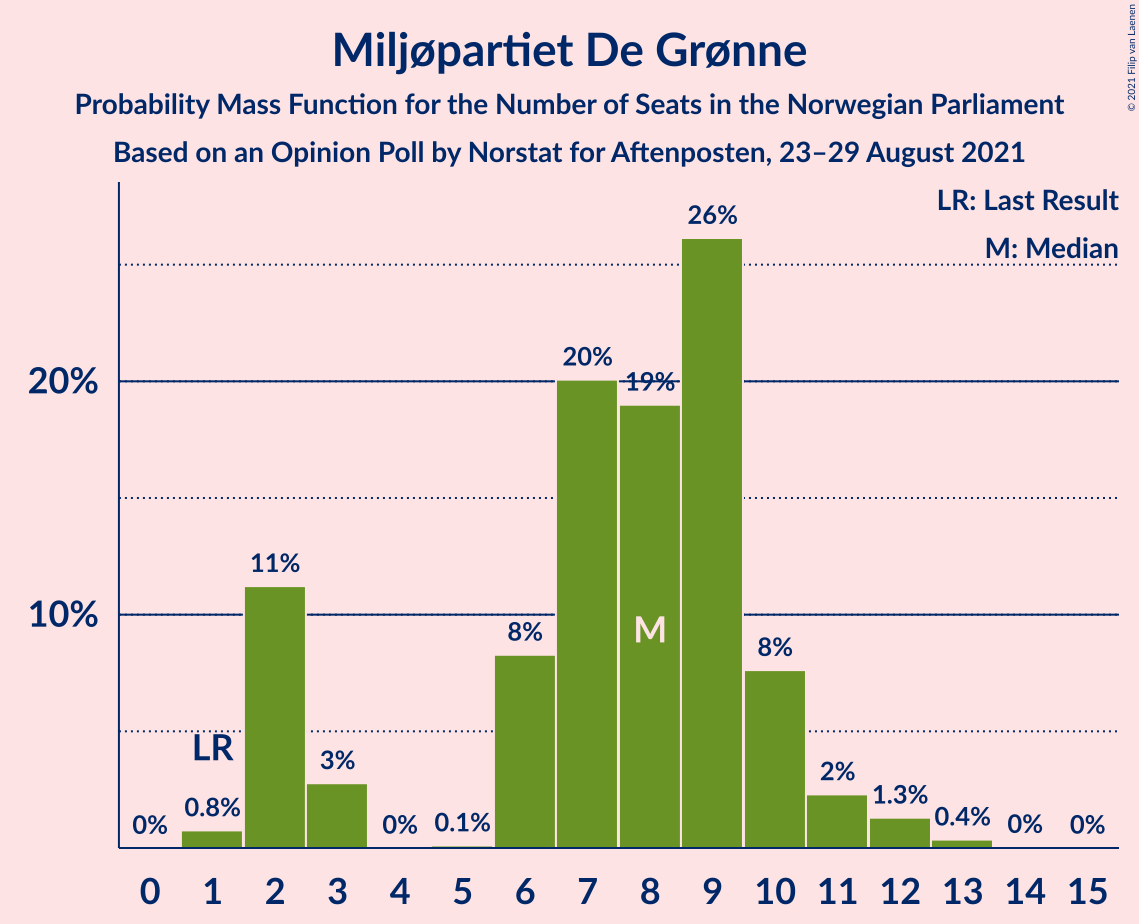 Miljøpartiet De Grønne
Probability Mass Function for the Number of Seats in the Norwegian Parliament
Based on an Opinion Poll by Norstat for Aftenposten, 23–29 August 2021
© 2021 Filip van Laenen
LR: Last Result
M: Median
26%
20%
20%
19%
11%
10%
8%
M
8%
LR
3%
2%
1.3%
0%
0.8%
0%
0.1%
0.4%
0%
0%
0 1 2 3 4 5 6 7 8 9 10 11 12 13 14 15